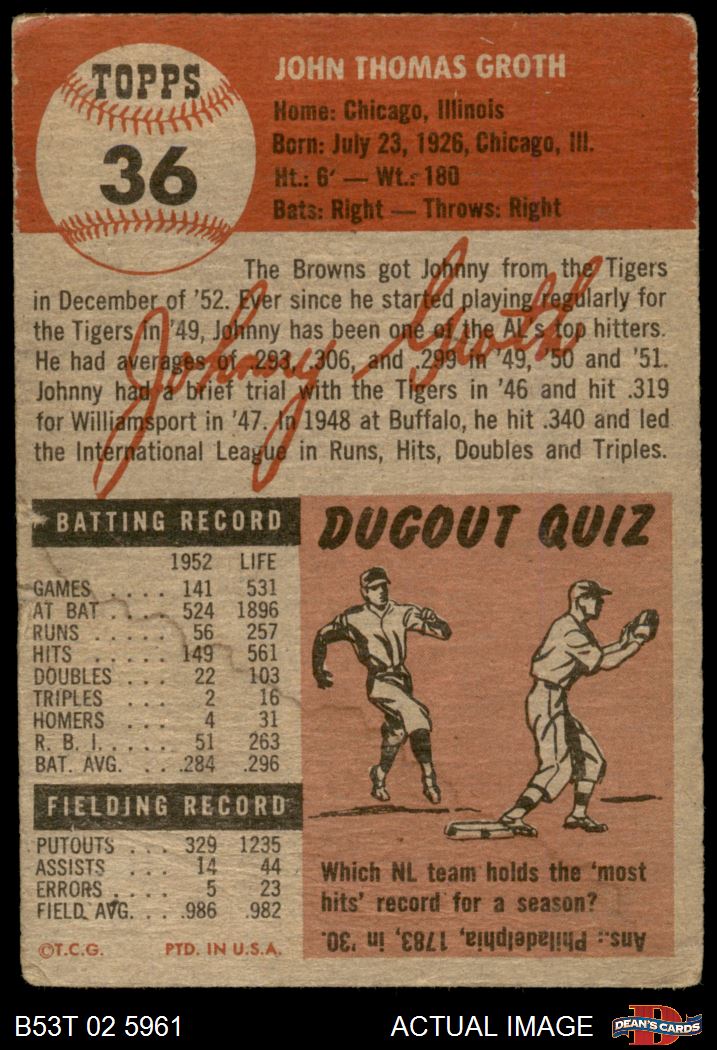 TOPPS
36
JOHN THOMAS GROTH
Home: Chicago, Illinois
Born: July 23, 1926, Chicago, Ill.
Ht.: 6' — Wt.: 180
Bats: Right — Throws: Right
The Browns got Johnny from the Tigers
in December of '52. Ever since he started playing regularly for
the Tigers in '49, Johnny has been one of the AL's top hitters.
He had averages of .293, .306, and .299 in '49, '50 and '51.
Johnny had a brief trial with the Tigers in '46 and hit .319
for Williamsport in '47. In 1948 at Buffalo, he hit .340 and led
the International League in Runs, Hits, Doubles and Triples.
Johnny Groth
BATTING RECORD
1952 LIFE
GAMES .... 141 531
AT BAT .... 524 1896
RUNS ..... 56 257
HITS ..... 149 561
DOUBLES ... 22 103
TRIPLES ... 2 16
HOMERS ... 4 31
R. B. I. .... 51 263
BAT. AVG. ... .284 .296
FIELDING RECORD
PUTOUTS ... 329 1235
ASSISTS ... 14 44
ERRORS .... 5 23
FIELD. AVG. .. .986 .982
©T.C.G. PTD. IN U.S.A.
DUGOUT QUIZ
Which NL team holds the 'most
hits' record for a season?
Ans.: Philadelphia, 1783, in '30.
B53T 02 5961 ACTUAL IMAGE DEAN'S CARDS